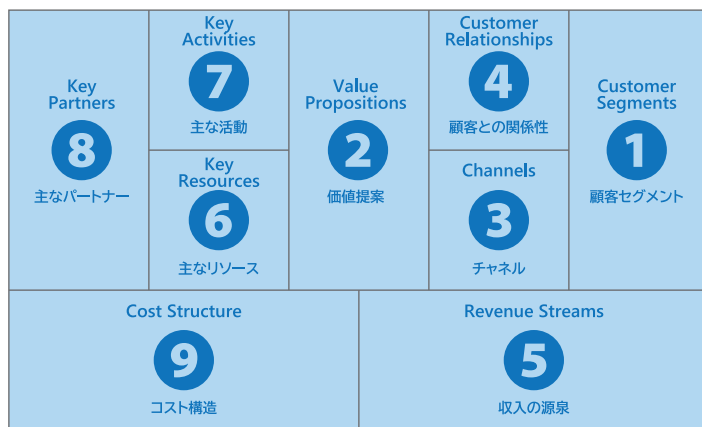 Key
Partners
8
主なパートナー
Key
Activities
7
主な活動
Key
Resources
6
主なリソース
Value
Propositions
2
価値提案
Customer
Relationships
4
顧客との関係性
Channels
3
チャネル
Customer
Segments
1
顧客セグメント
Cost Structure
9
コスト構造
Revenue Streams
5
収入の源泉